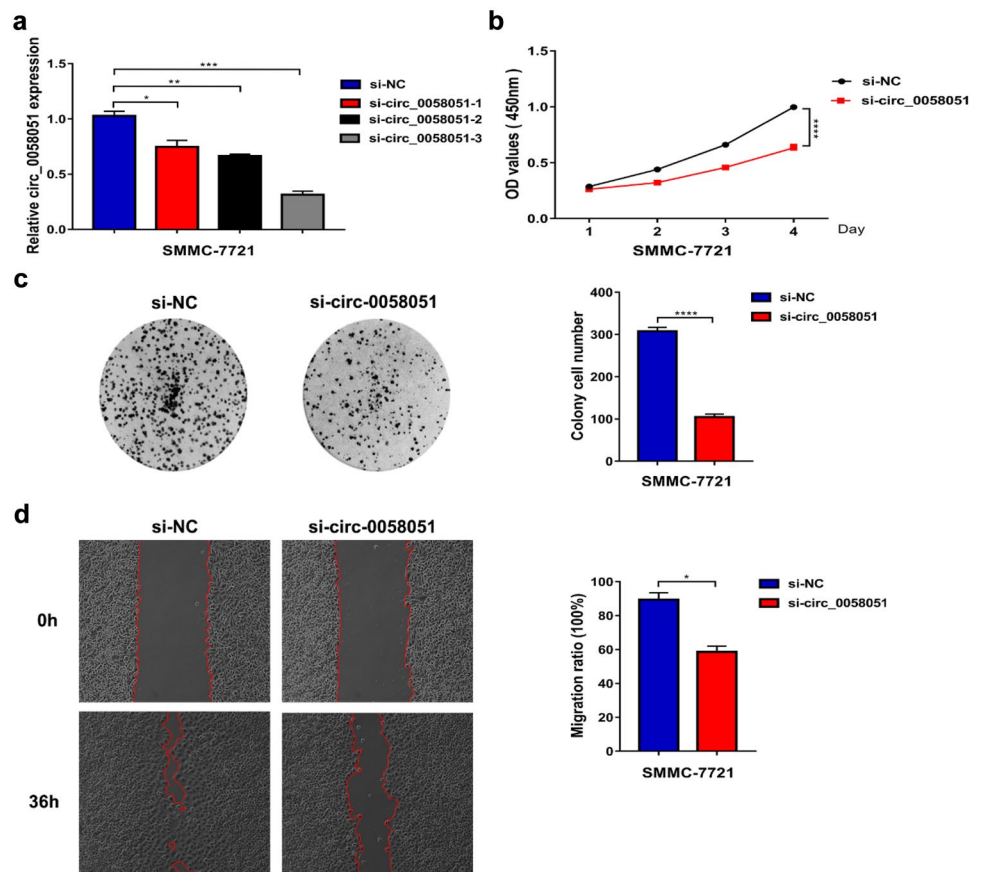 a
Relative circ_0058051 expression
1.5
1.0
0.5
0.0
***
**
*
SMMC-7721
si-NC
si-circ_0058051-1
si-circ_0058051-2
si-circ_0058051-3
b
OD values ( 450nm )
1.5
1.0
0.5
0.0
1 2 3 4 Day
SMMC-7721
****
si-NC
si-circ_0058051
c
si-NC si-circ-0058051
Colony cell number
400
300
200
100
0
****
SMMC-7721
si-NC
si-circ_0058051
d
si-NC si-circ-0058051
0h
36h
Migration ratio (100%)
100
80
60
40
20
0
*
SMMC-7721
si-NC
si-circ_0058051